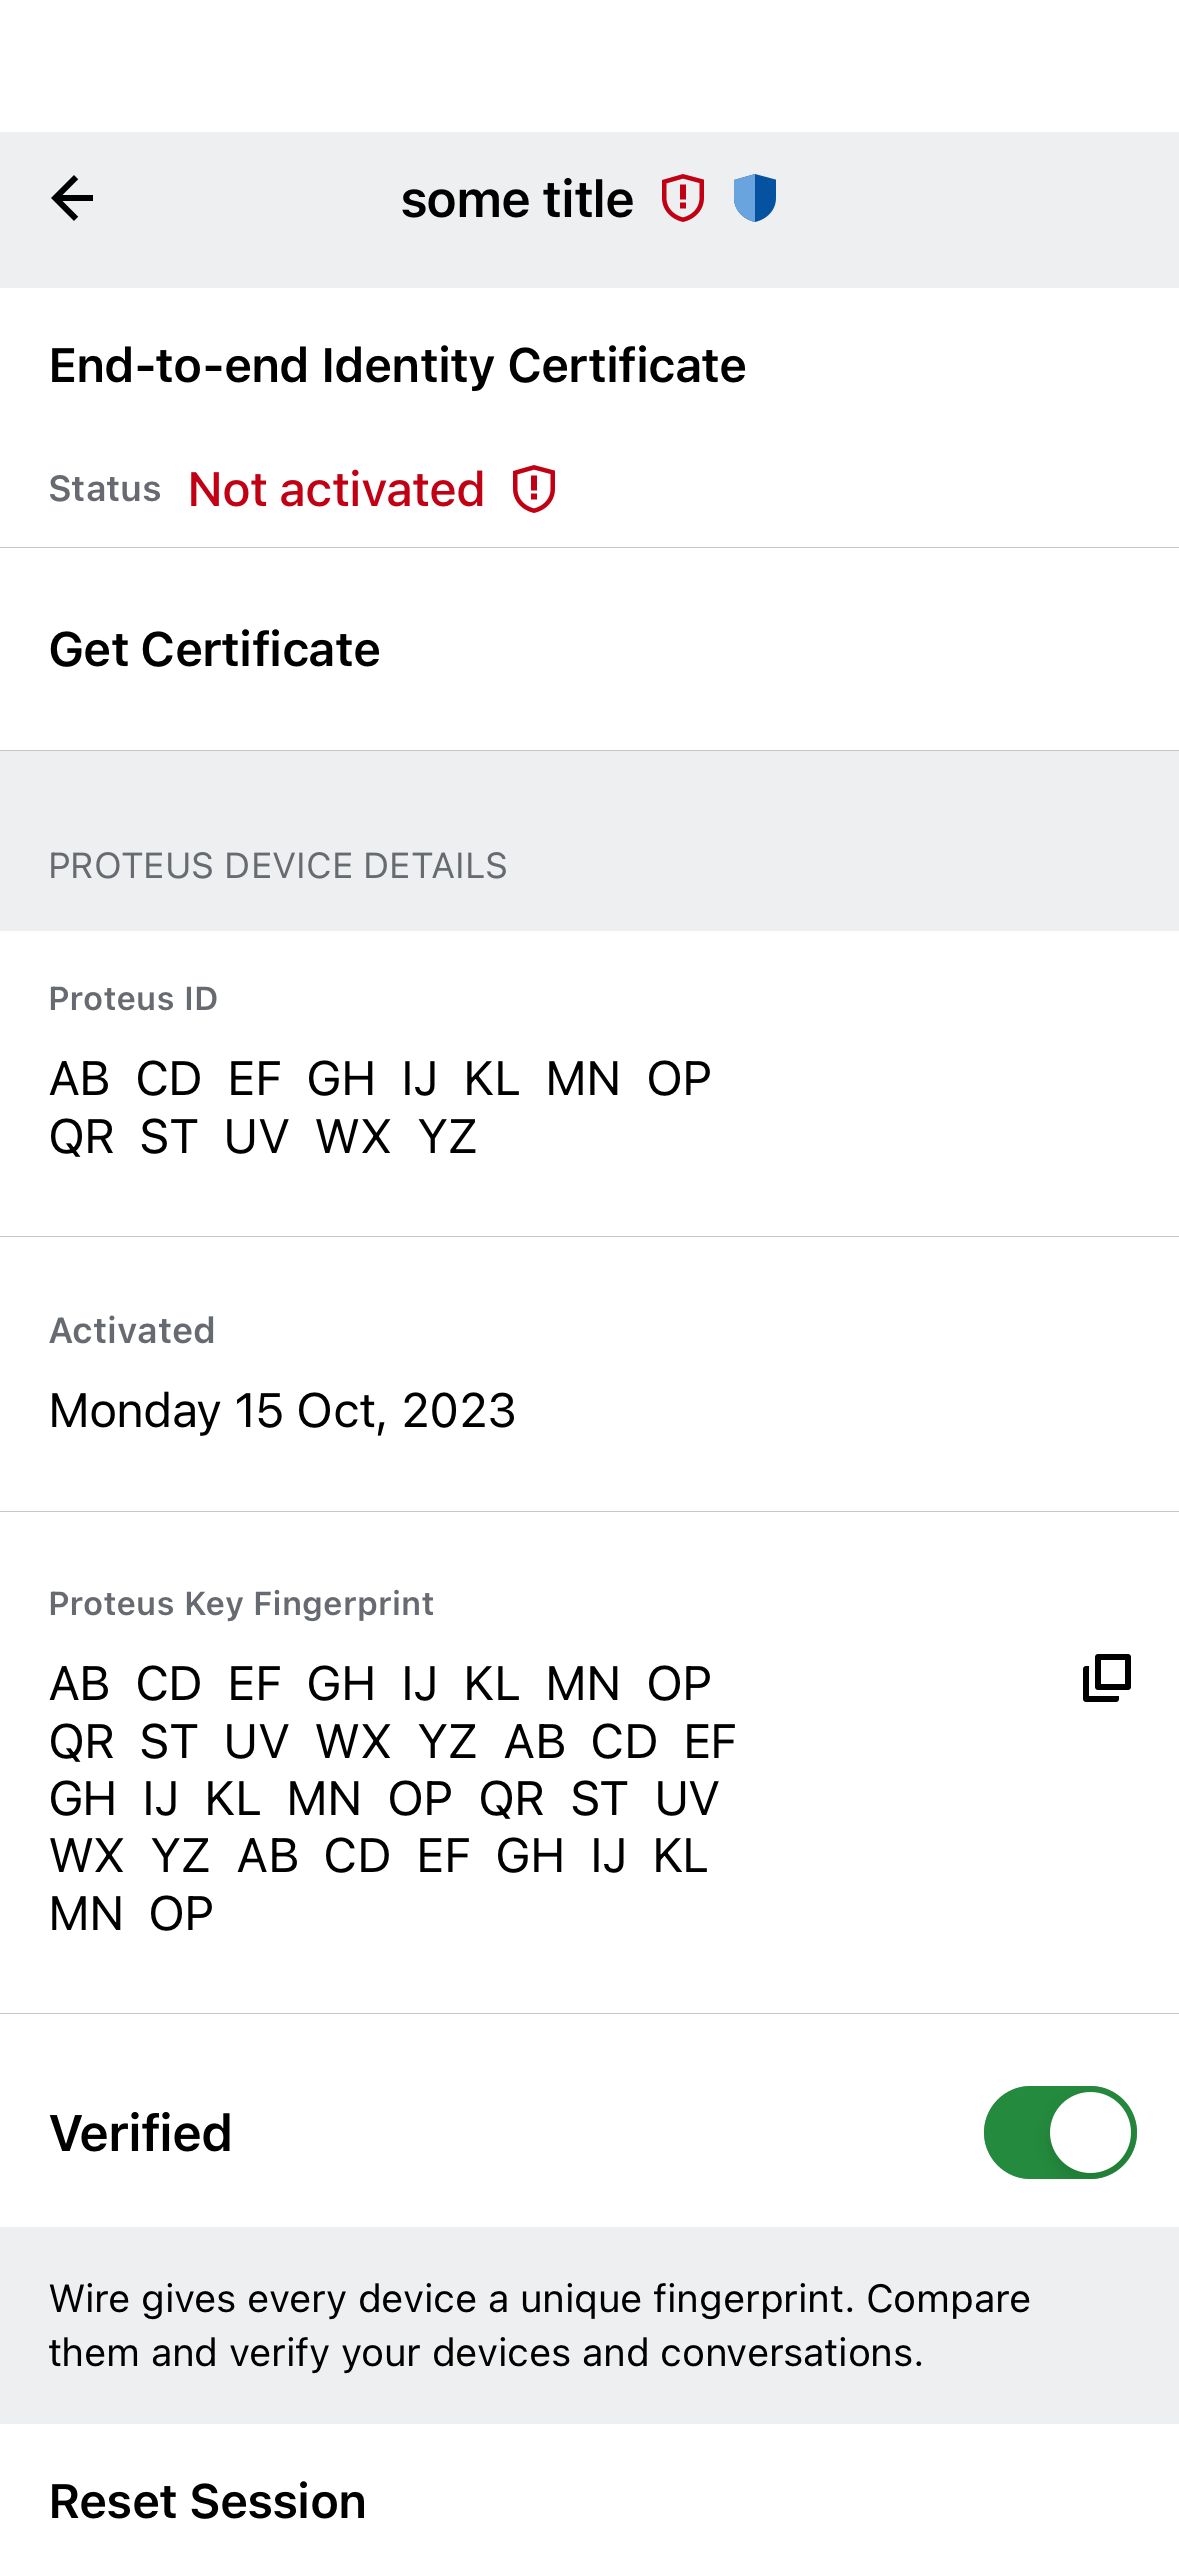 some title
End-to-end Identity Certificate
Status Not activated
Get Certificate
PROTEUS DEVICE DETAILS
Proteus ID
AB CD EF GH IJ KL MN OP
QR ST UV WX YZ
Activated
Monday 15 Oct, 2023
Proteus Key Fingerprint
AB CD EF GH IJ KL MN OP
QR ST UV WX YZ AB CD EF
GH IJ KL MN OP QR ST UV
WX YZ AB CD EF GH IJ KL
MN OP
Verified
Wire gives every device a unique fingerprint. Compare
them and verify your devices and conversations.
Reset Session